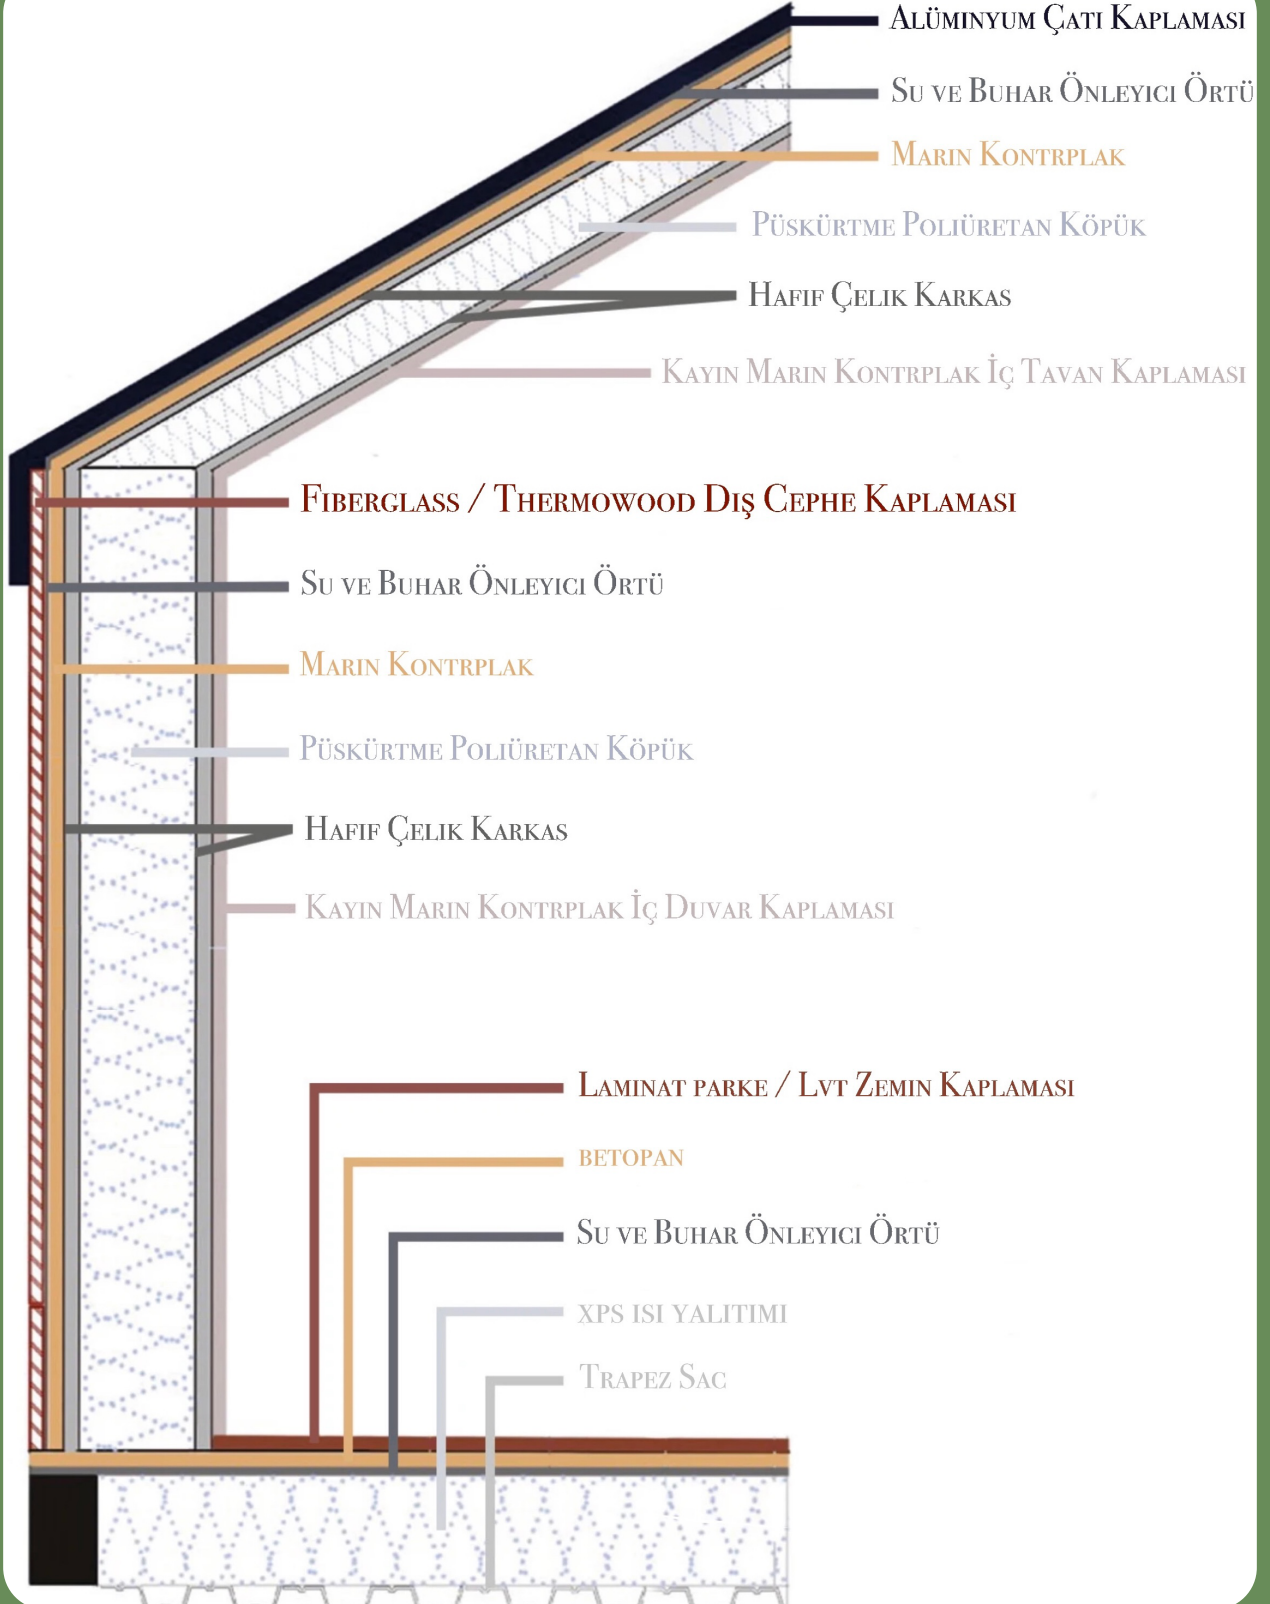 Alüminyum Çatı Kaplaması
Su ve Buhar Önleyici Örtü
Marin Kontrplak
Püskürtme Poliüretan Köpük
Hafif Çelik Karkas
Kayın Marin Kontrplak İç Tavan Kaplaması
Fiberglass / Thermowood Dış Cephe Kaplaması
Su ve Buhar Önleyici Örtü
Marin Kontrplak
Püskürtme Poliüretan Köpük
Hafif Çelik Karkas
Kayın Marin Kontrplak İç Duvar Kaplaması
Laminat parke / Lvt Zemin Kaplaması
betopan
Su ve Buhar Önleyici Örtü
xps ısı yalıtımı
Trapez Sac